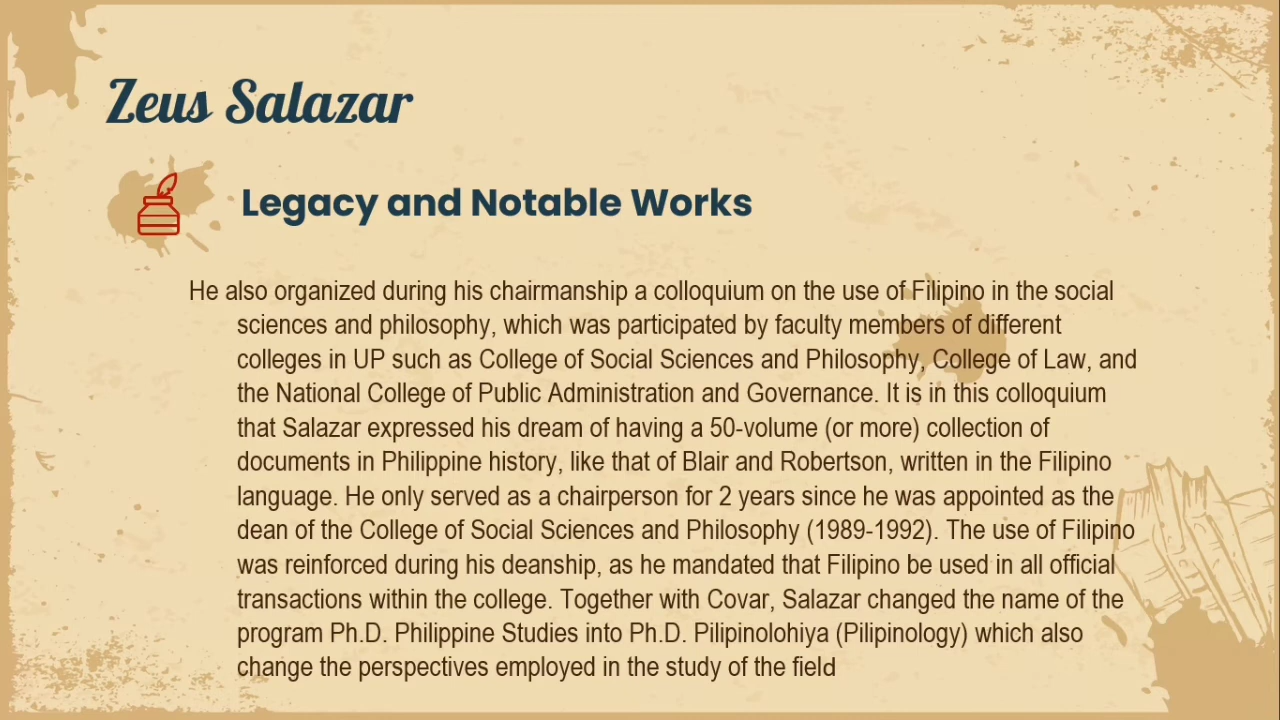 Zeus Salazar
Legacy and Notable Works
He also organized during his chairmanship a colloquium on the use of Filipino in the social
sciences and philosophy, which was participated by faculty members of different
colleges in UP such as College of Social Sciences and Philosophy, College of Law, and
the National College of Public Administration and Governance. It is in this colloquium
that Salazar expressed his dream of having a 50-volume (or more) collection of
documents in Philippine history, like that of Blair and Robertson, written in the Filipino
language. He only served as a chairperson for 2 years since he was appointed as the
dean of the College of Social Sciences and Philosophy (1989-1992). The use of Filipino
was reinforced during his deanship, as he mandated that Filipino be used in all official
transactions within the college. Together with Covar, Salazar changed the name of the
program Ph.D. Philippine Studies into Ph.D. Pilipinolohiya (Pilipinology) which also
change the perspectives employed in the study of the field